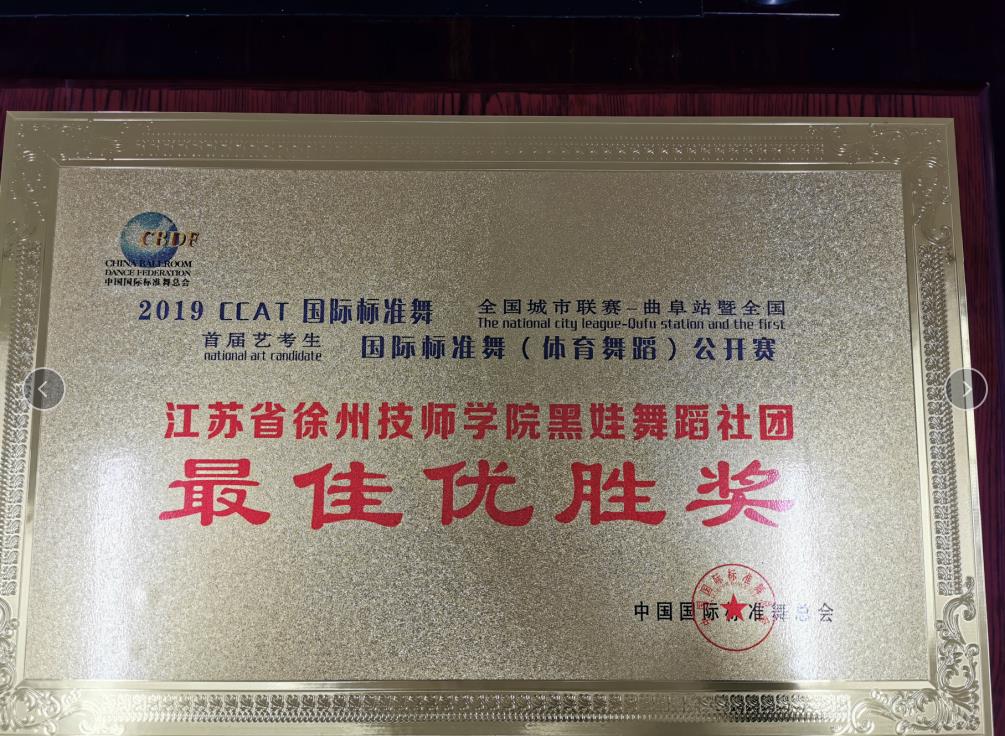 CBDF
CHINA BALLROOM
DANCE FEDERATION
中国国际标准舞总会
2019 CCAT 国际标准舞 全国城市联赛-曲阜站暨全国
The national city league-Qufu station and the first
首届艺考生 国际标准舞（体育舞蹈）公开赛
national art candidate
江苏省徐州技师学院黑娃舞蹈社团
最佳优胜奖
中国国际标准舞总会